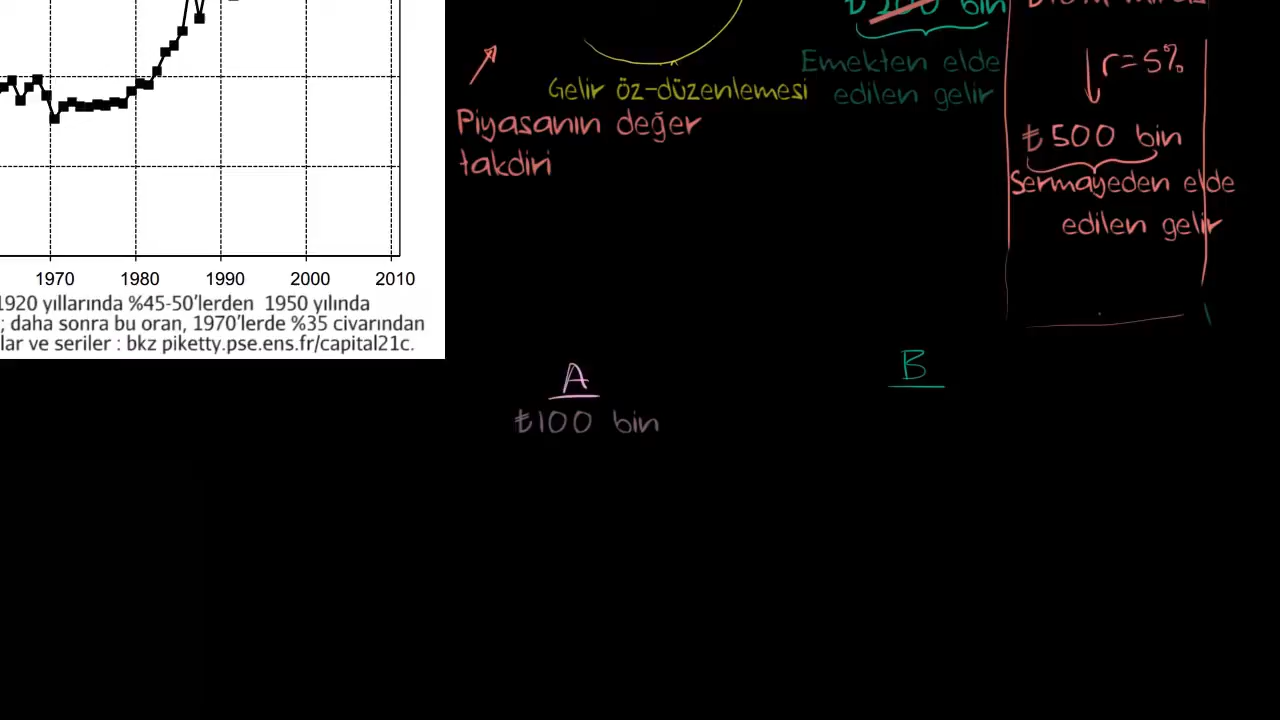 1970 1980 1990 2000 2010
1920 yıllarında %45-50'lerden 1950 yılında
; daha sonra bu oran, 1970'lerde %35 civarından
lar ve seriler : bkz piketty.pse.ens.fr/capital21c.
Gelir öz-düzenlemesi
Piyasanın değer
takdiri
bin
Emekten elde
edilen gelir
r=5%
₺500 bin
Sermayeden elde
edilen gelir
A
₺100 bin
B